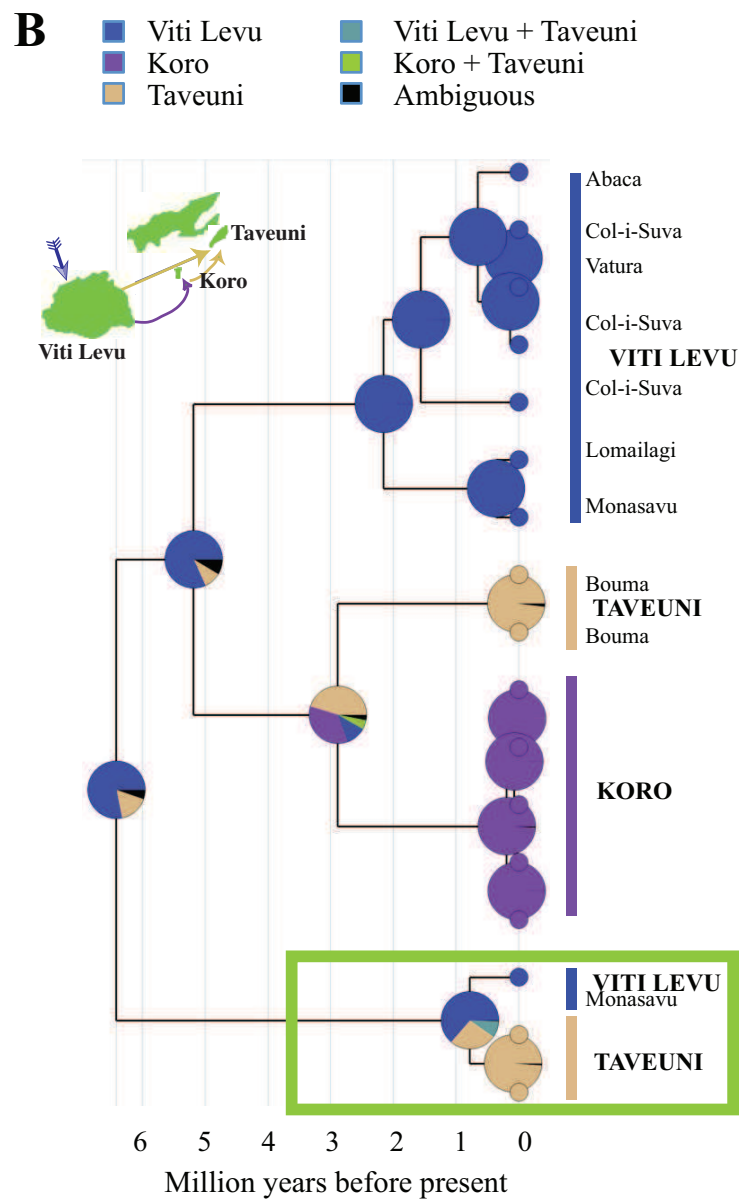 B
Viti Levu
Viti Levu + Taveuni
Koro
Koro + Taveuni
Taveuni
Ambiguous
Taveuni
Koro
Viti Levu
Abaca
Col-i-Suva
Vatura
Col-i-Suva
VITI LEVU
Col-i-Suva
Lomailagi
Monasavu
Bouma
TAVEUNI
Bouma
KORO
VITI LEVU
Monasavu
TAVEUNI
6 5 4 3 2 1 0
Million years before present